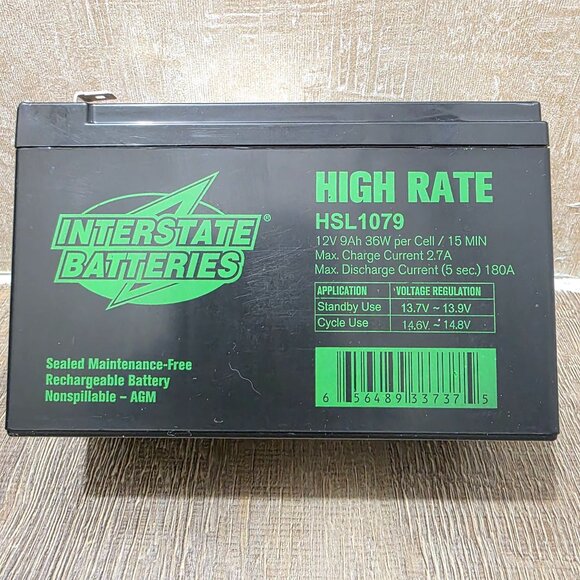 INTERSTATE
BATTERIES®
Sealed Maintenance-Free
Rechargeable Battery
Nonspillable – AGM
HIGH RATE
HSL1079
12V 9Ah 36W per Cell / 15 MIN
Max. Charge Current 2.7A
Max. Discharge Current (5 sec.) 180A
APPLICATION VOLTAGE REGULATION
Standby Use 13.7V ~ 13.9V
Cycle Use 14.6V ~ 14.8V
6 56489 33737 5